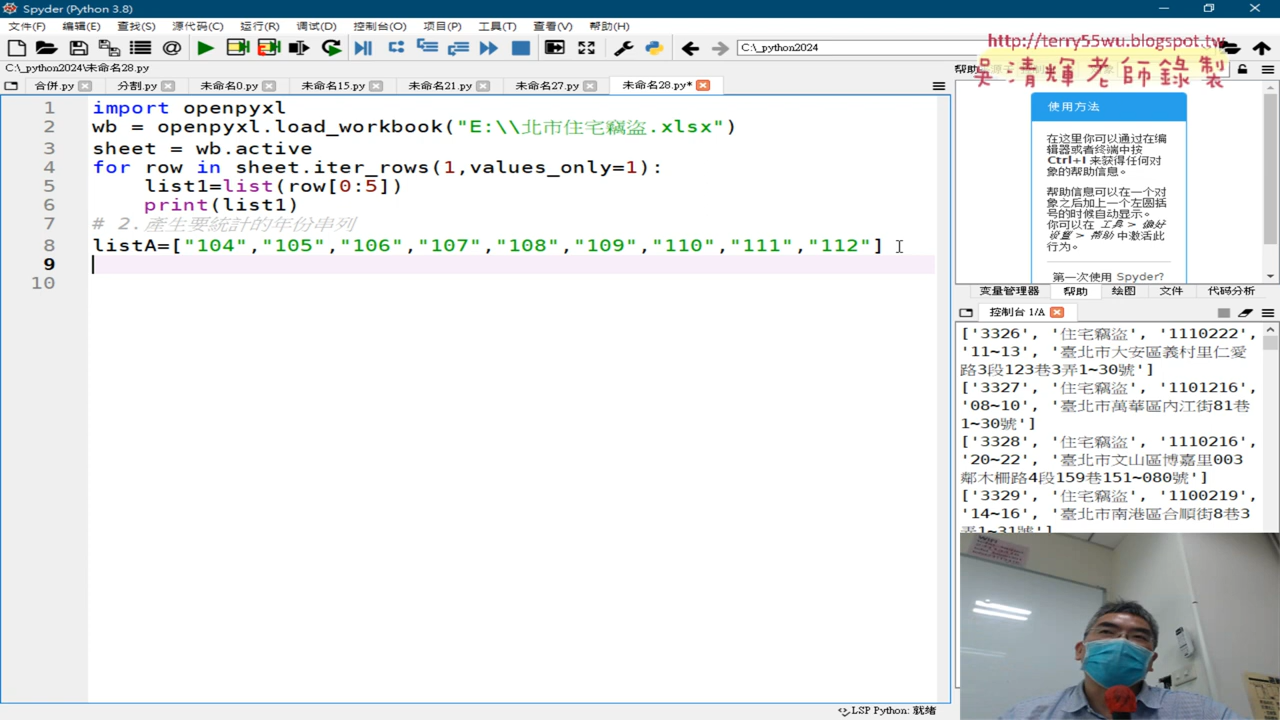 Spyder (Python 3.8)
文件(F) 编辑(E) 查找(S) 源代码(C) 运行(R) 调试(D) 控制台(O) 项目(P) 工具(T) 查看(V) 帮助(H)
C:\_python2024
http://terry55wu.blogspot.tw
吳清輝老師錄製
C:\_python2024\未命名28.py
帮助
合併.py 分割.py 未命名0.py 未命名15.py 未命名21.py 未命名27.py 未命名28.py*
1 import openpyxl
2 wb = openpyxl.load_workbook("E:\\北市住宅竊盜.xlsx")
3 sheet = wb.active
4 for row in sheet.iter_rows(1,values_only=1):
5 list1=list(row[0:5])
6 print(list1)
7 # 2.產生要統計的年份串列
8 listA=["104","105","106","107","108","109","110","111","112"]
9
10
使用方法
在这里你可以通过在编
辑器或者终端中按
Ctrl+I 来获得任何对
象的帮助信息。
帮助信息可以在一个对
象之后加上一个左圆括
号的时候自动显示。
你可以在 工具 > 偏好
设置 > 帮助 中激活此
行为。
第一次使用 Spyder?
变量管理器 帮助 绘图 文件 代码分析
控制台 1/A
['3326', '住宅竊盜', '1110222',
'11~13', '臺北市大安區義村里仁愛
路3段123巷3弄1~30號']
['3327', '住宅竊盜', '1101216',
'08~10', '臺北市萬華區內江街81巷
1~30號']
['3328', '住宅竊盜', '1110216',
'20~22', '臺北市文山區博嘉里003
鄰木柵路4段159巷151~080號']
['3329', '住宅竊盜', '1100219',
'14~16', '臺北市南港區合順街8巷3
弄1~31號']
LSP Python: 就绪